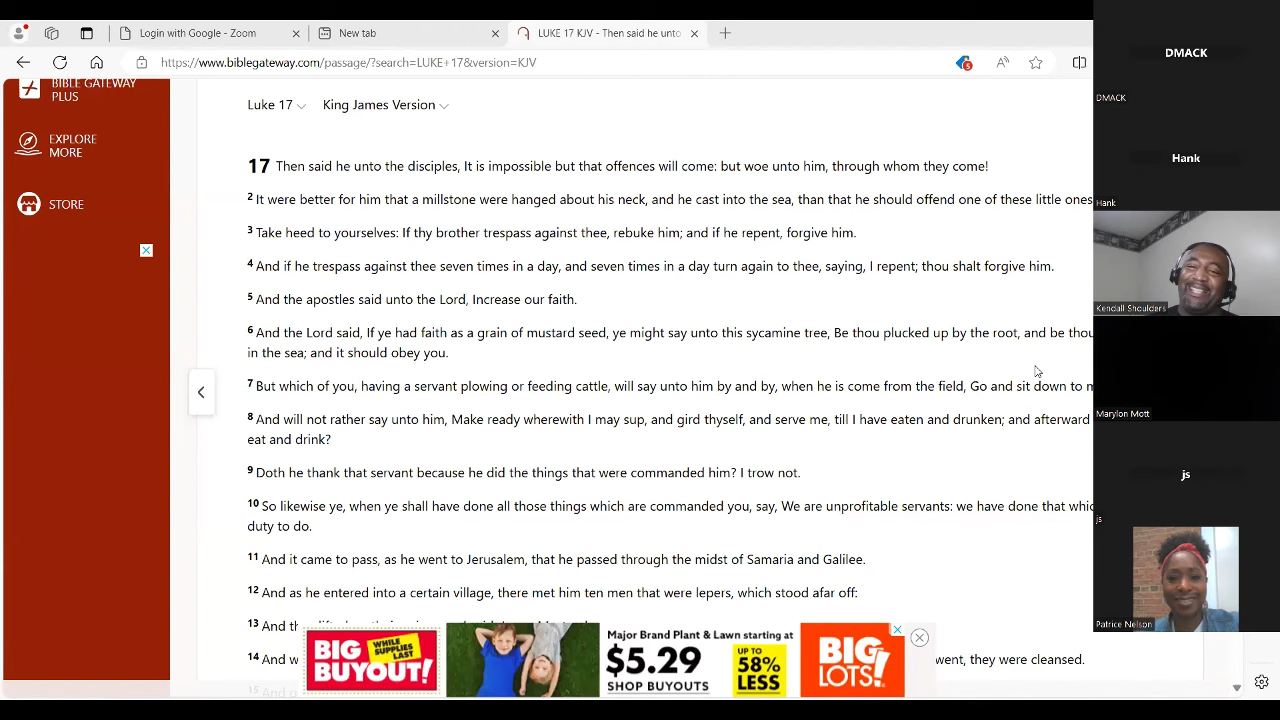 Login with Google - Zoom
New tab
LUKE 17 KJV - Then said he unto
https://www.biblegateway.com/passage/?search=LUKE+17&version=KJV
5
BIBLE GATEWAY
PLUS
EXPLORE
MORE
STORE
Luke 17
King James Version
17 Then said he unto the disciples, It is impossible but that offences will come: but woe unto him, through whom they come!
2 It were better for him that a millstone were hanged about his neck, and he cast into the sea, than that he should offend one of these little ones
3 Take heed to yourselves: If thy brother trespass against thee, rebuke him; and if he repent, forgive him.
4 And if he trespass against thee seven times in a day, and seven times in a day turn again to thee, saying, I repent; thou shalt forgive him.
5 And the apostles said unto the Lord, Increase our faith.
6 And the Lord said, If ye had faith as a grain of mustard seed, ye might say unto this sycamine tree, Be thou plucked up by the root, and be thou
in the sea; and it should obey you.
7 But which of you, having a servant plowing or feeding cattle, will say unto him by and by, when he is come from the field, Go and sit down to
8 And will not rather say unto him, Make ready wherewith I may sup, and gird thyself, and serve me, till I have eaten and drunken; and afterward
eat and drink?
9 Doth he thank that servant because he did the things that were commanded him? I trow not.
10 So likewise ye, when ye shall have done all those things which are commanded you, say, We are unprofitable servants: we have done that
duty to do.
11 And it came to pass, as he went to Jerusalem, that he passed through the midst of Samaria and Galilee.
12 And as he entered into a certain village, there met him ten men that were lepers, which stood afar off:
13 And
14 And
went, they were cleansed.
15 And
BIG
BUYOUT!
WHILE
SUPPLIES
LAST
Major Brand Plant & Lawn starting at
$5.29
SHOP BUYOUTS
UP TO
58%
LESS
BIG
LOTS!
DMACK
DMACK
Hank
Hank
Kendall Shoulders
Marylon Mott
js
js
Patrice Nelson